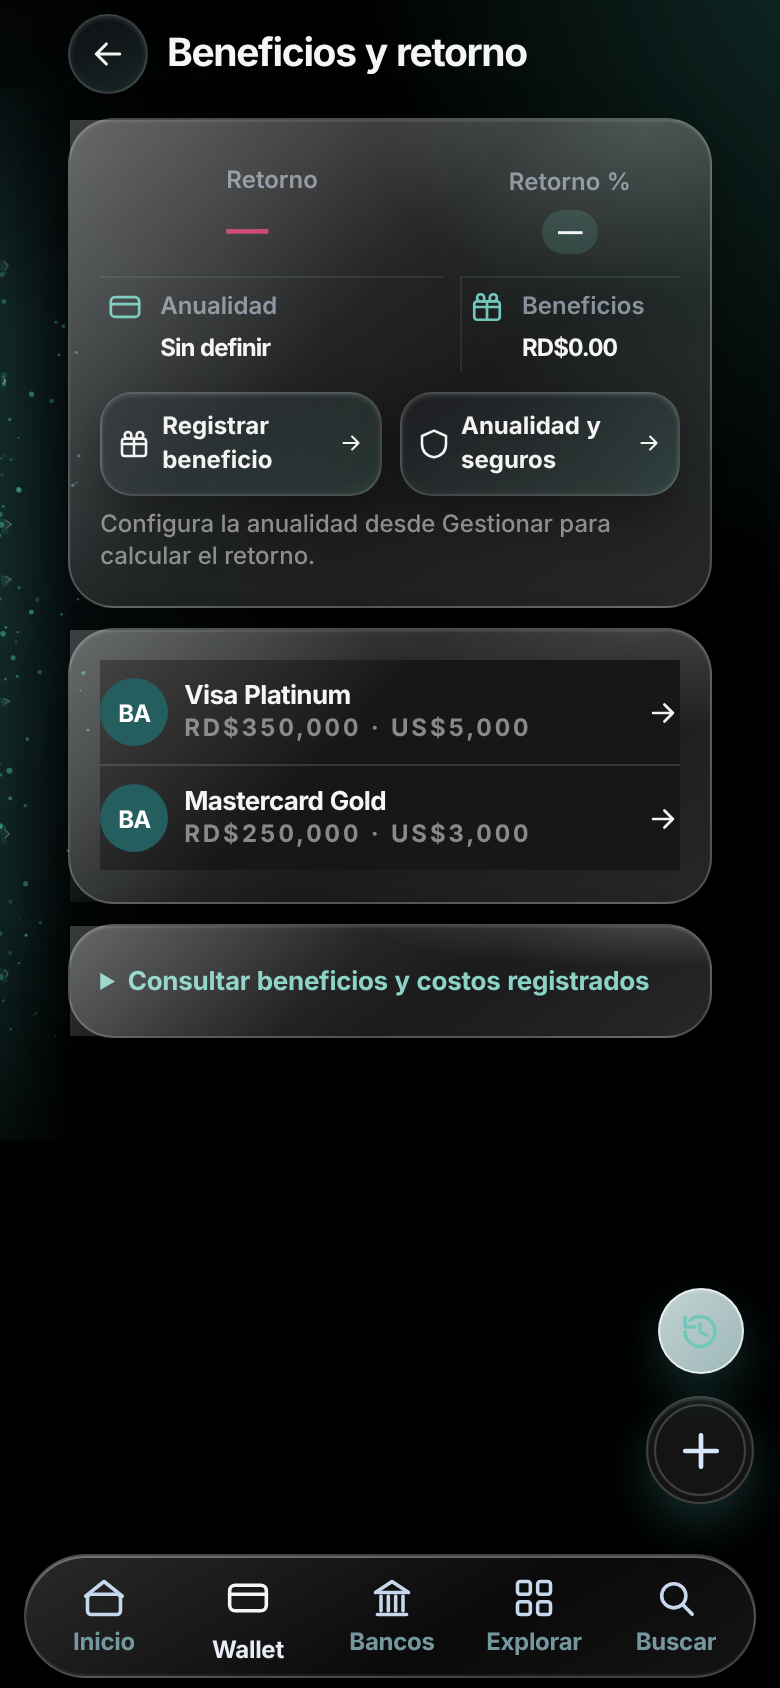 Beneficios y retorno
Retorno
—
Retorno %
—
Anualidad
Sin definir
Beneficios
RD$0.00
Registrar
beneficio
Anualidad y
seguros
Configura la anualidad desde Gestionar para
calcular el retorno.
BA
Visa Platinum
RD$350,000 · US$5,000
BA
Mastercard Gold
RD$250,000 · US$3,000
Consultar beneficios y costos registrados
Inicio
Wallet
Bancos
Explorar
Buscar